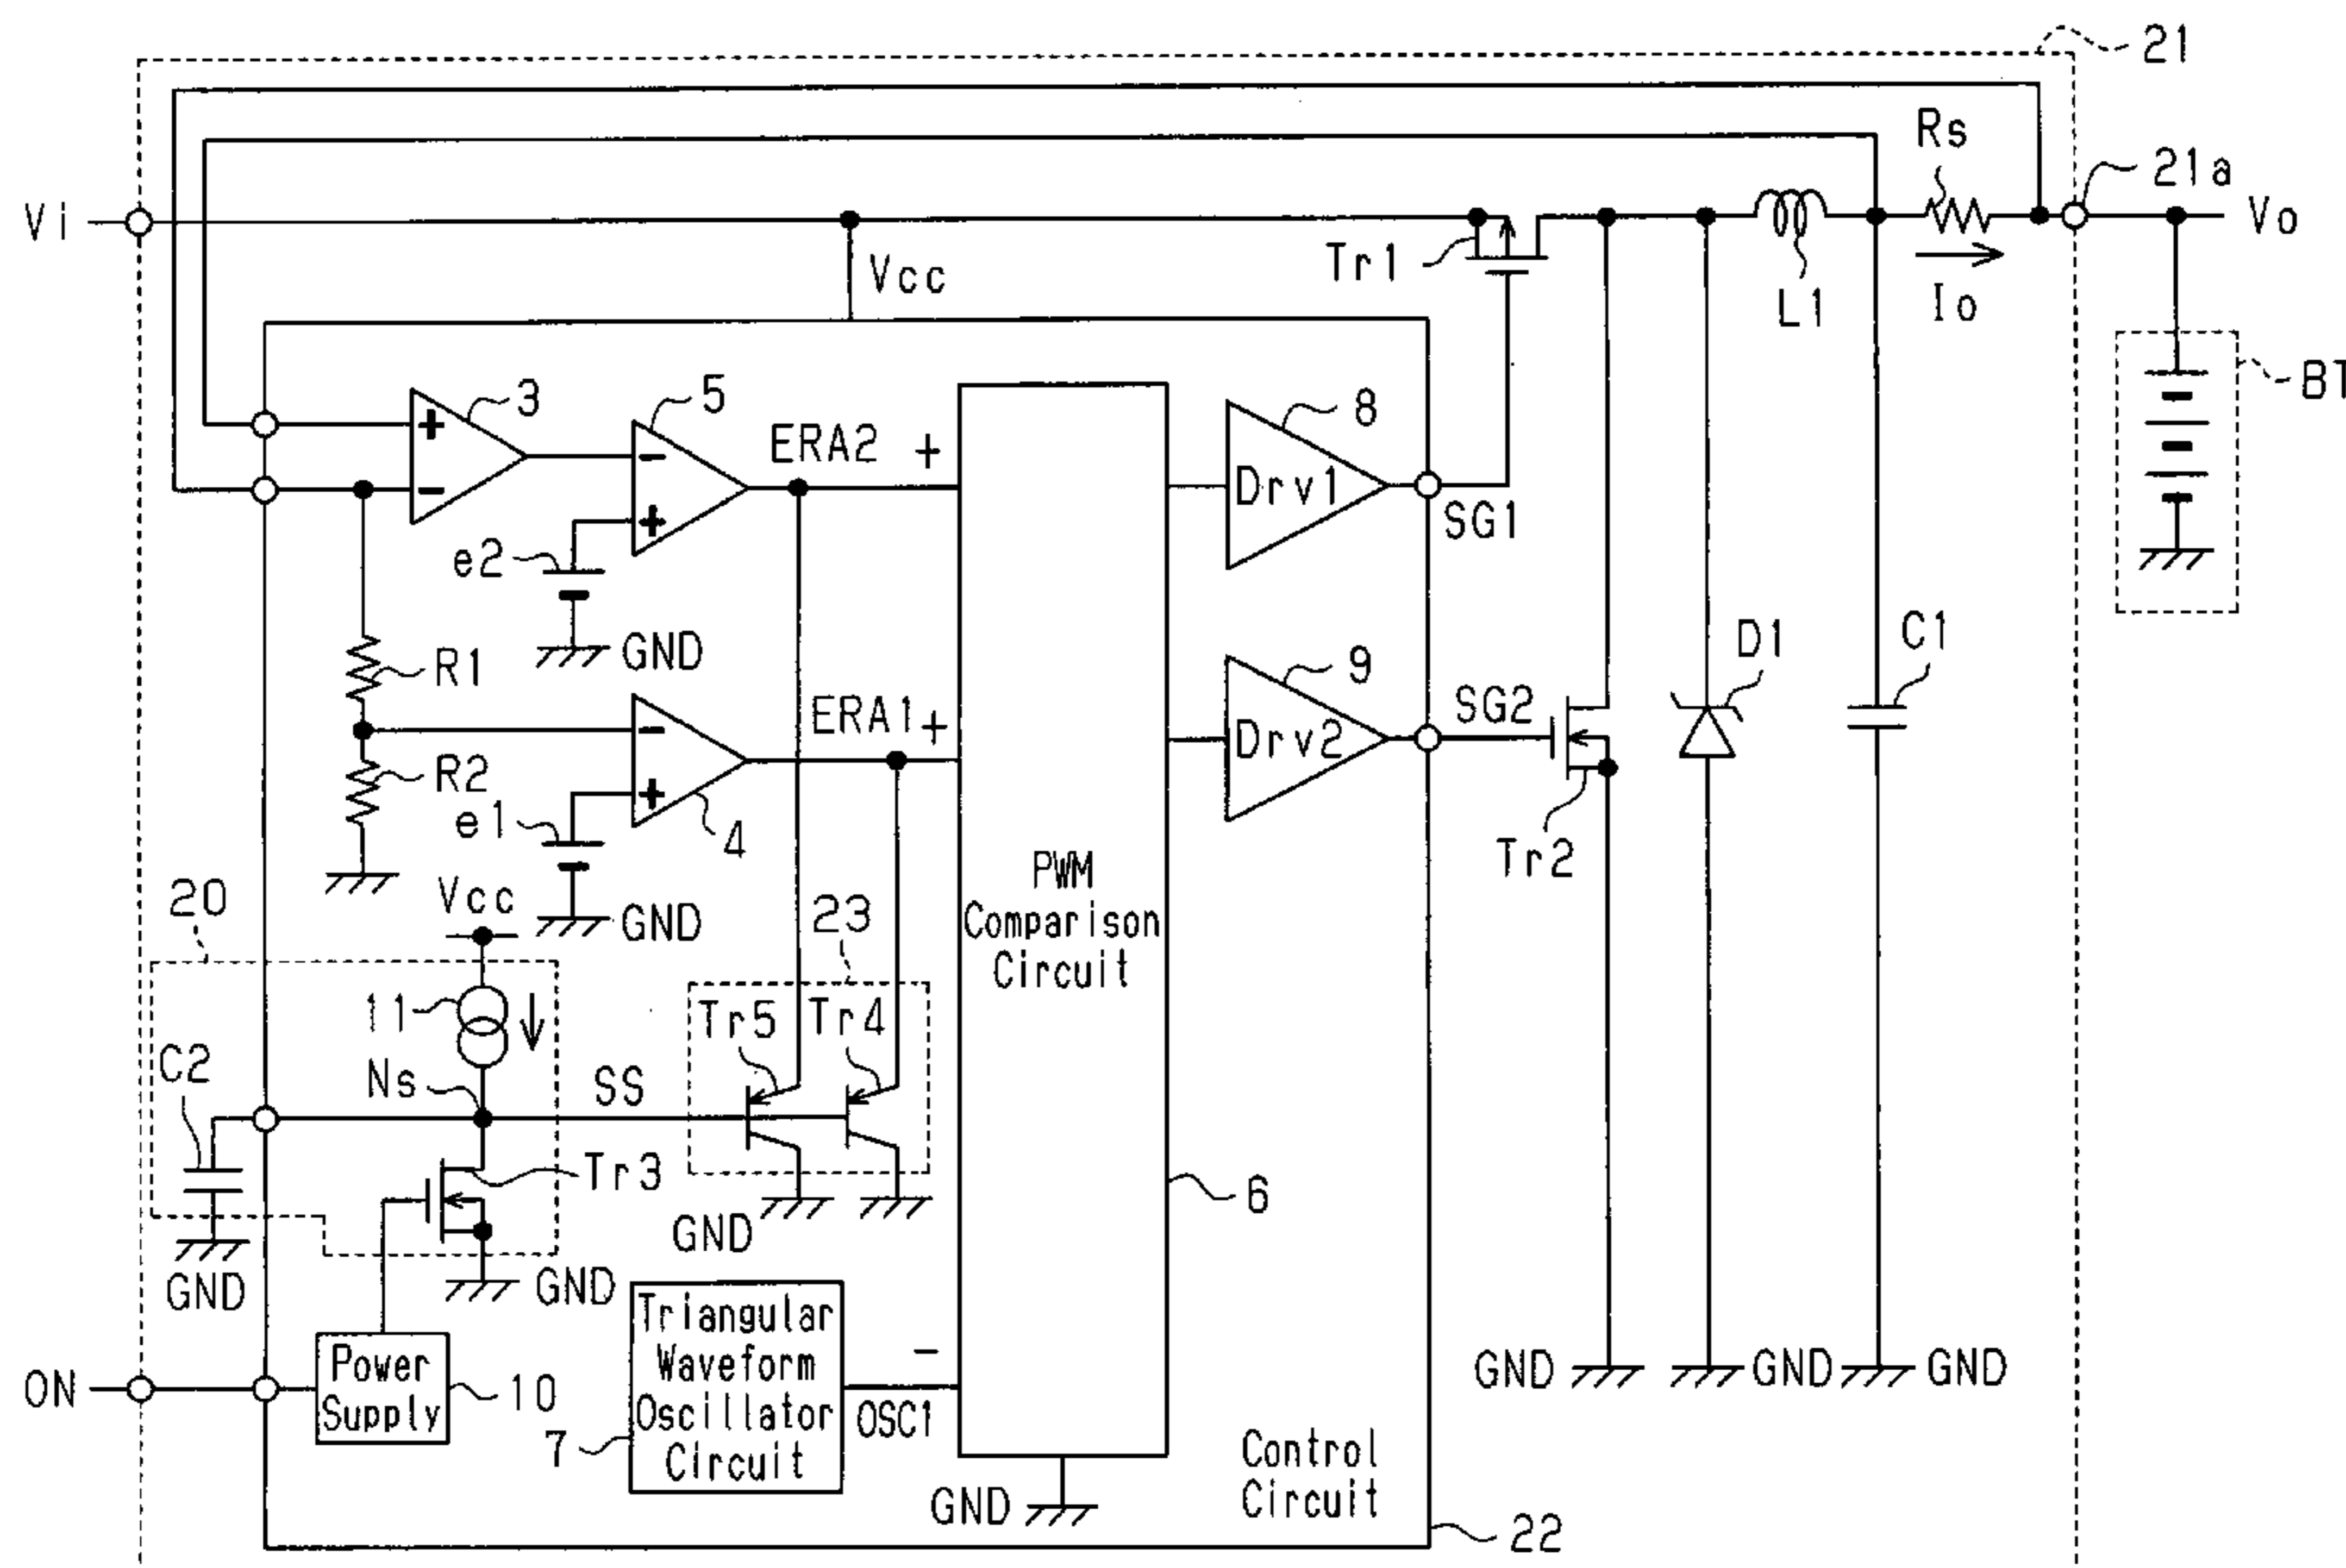 21
Rs
21a
Vi
Vo
Tr1
Vcc
L1
Io
BT
3
5
8
ERA2
+
+
-
-
+
Drv1
SG1
e2
GND
R1
9
D1
C1
ERA1
+
SG2
-
+
Drv2
R2
e1
4
Tr2
PWM
Comparison
Circuit
20
Vcc
23
GND
11
Tr5
Tr4
C2
Ns
SS
Tr3
6
GND
GND
GND
Triangular
Waveform
Oscillator
Circuit
-
GND
GND
GND
ON
Power
Supply
10
7
OSC1
Control
Circuit
GND
22